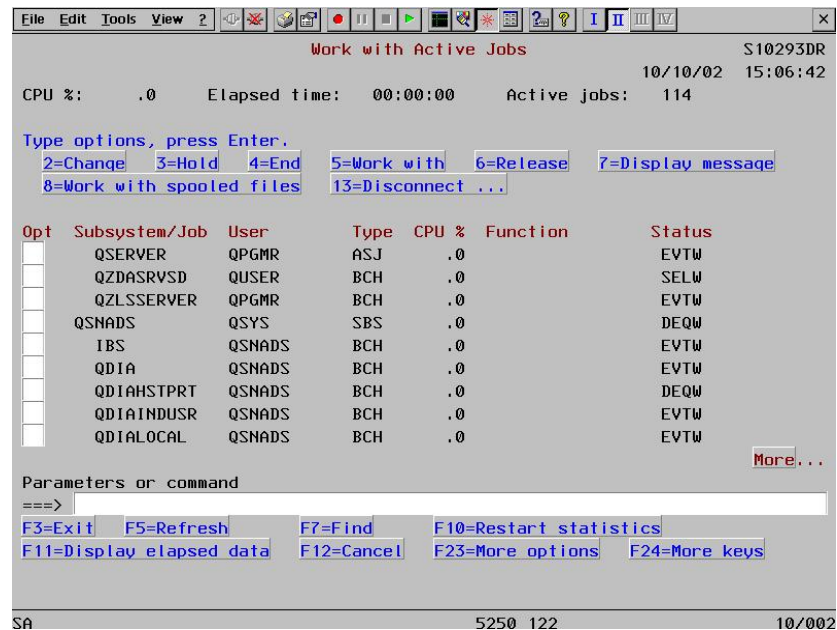 File Edit Tools View ? I II III IV X
Work with Active Jobs S10293DR
10/10/02 15:06:42
CPU %: .0 Elapsed time: 00:00:00 Active jobs: 114
Type options, press Enter.
2=Change 3=Hold 4=End 5=Work with 6=Release 7=Display message
8=Work with spooled files 13=Disconnect ...
Opt Subsystem/Job User Type CPU % Function Status
QSERVER QPGMR ASJ .0 EVTW
QZDASRVSD QUSER BCH .0 SELW
QZLSSERVER QPGMR BCH .0 EVTW
QSNADS QSYS SBS .0 DEQW
IBS QSNADS BCH .0 EVTW
QDIA QSNADS BCH .0 EVTW
QDIAHSTPRT QSNADS BCH .0 DEQW
QDIAINDUSR QSNADS BCH .0 EVTW
QDIALOCAL QSNADS BCH .0 EVTW
More...
Parameters or command
===>
F3=Exit F5=Refresh F7=Find F10=Restart statistics
F11=Display elapsed data F12=Cancel F23=More options F24=More keys
SA 5250 122 10/002